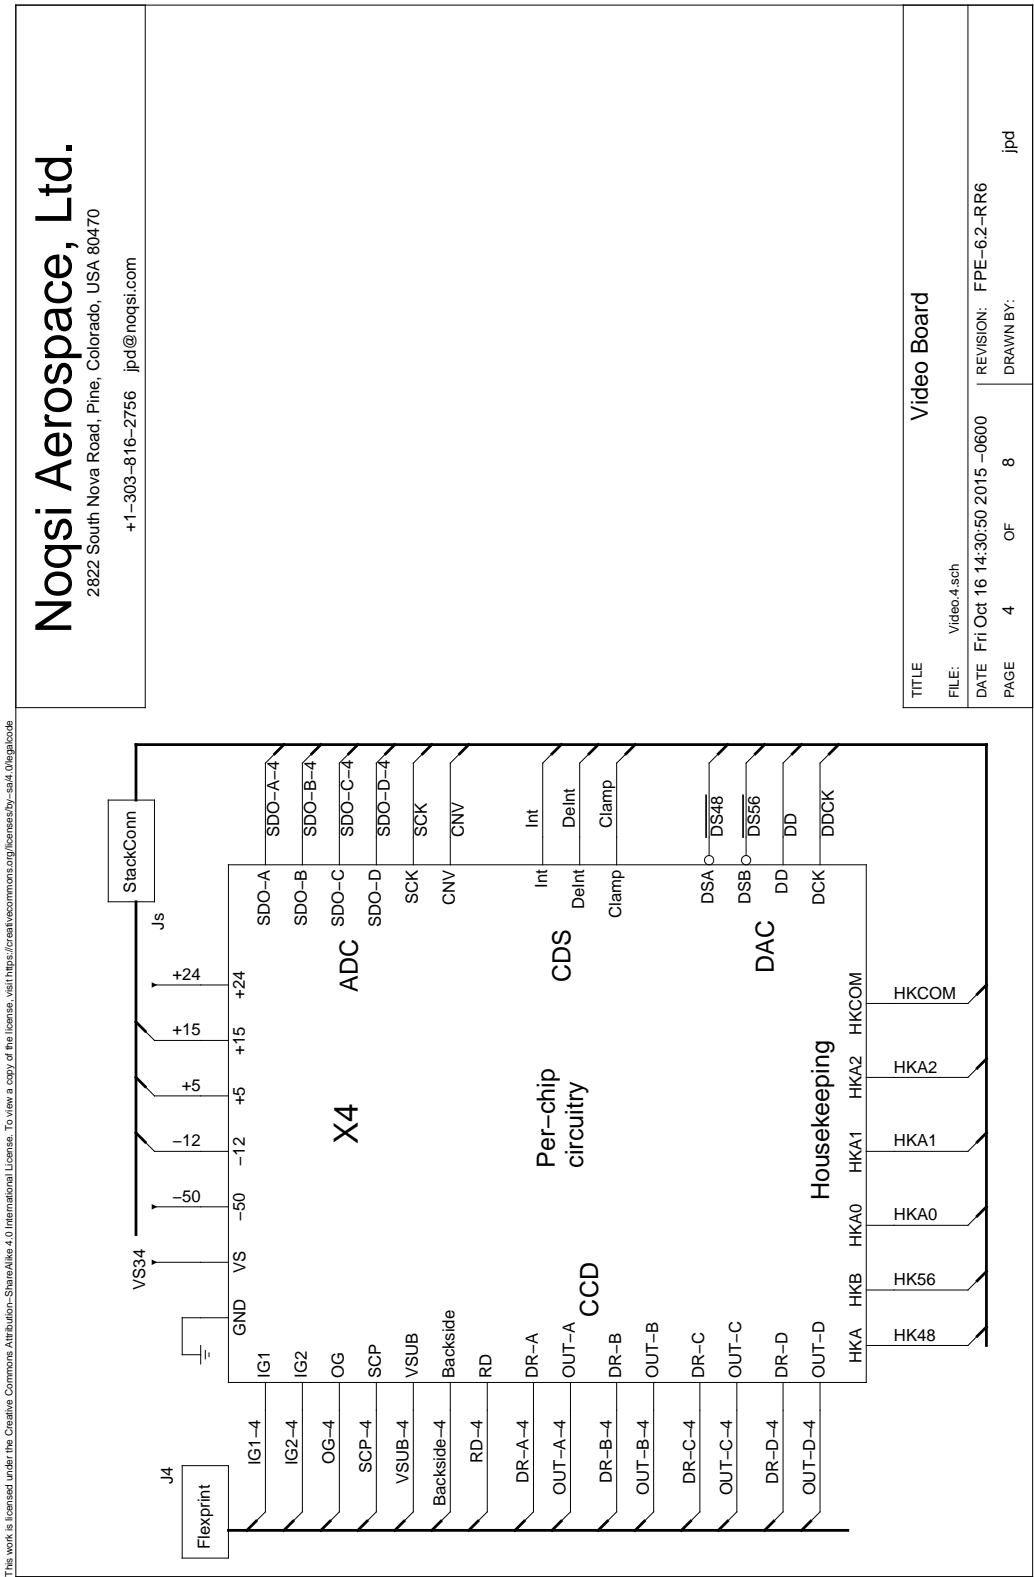 This work is licensed under the Creative Commons Attribution−ShareAlike 4.0 International License. To view a copy of the license, visit https://creativecommons.org/licenses/by−sa/4.0/legalcode
Noqsi Aerospace, Ltd.
2822 South Nova Road, Pine, Colorado, USA 80470
+1−303−816−2756 jpd@noqsi.com
J4
Flexprint
IG1−4
IG2−4
OG−4
SCP−4
VSUB−4
Backside−4
RD−4
DR−A−4
OUT−A−4
DR−B−4
OUT−B−4
DR−C−4
OUT−C−4
DR−D−4
OUT−D−4
IG1
IG2
OG
SCP
VSUB
Backside
RD
DR−A
OUT−A
DR−B
OUT−B
DR−C
OUT−C
DR−D
OUT−D
CCD
VS34
−50
−12
+5
+15
+24
GND
VS
−50
−12
+5
+15
+24
X4
Per−chip
circuitry
Js
StackConn
ADC
SDO−A
SDO−B
SDO−C
SDO−D
SCK
CNV
SDO−A−4
SDO−B−4
SDO−C−4
SDO−D−4
SCK
CNV
CDS
Int
DeInt
Clamp
Int
DeInt
Clamp
DAC
DSA
DSB
DD
DCK
DS48
DS56
DD
DDCK
Housekeeping
HKA
HKB
HKA0
HKA1
HKA2
HKCOM
HK48
HK56
HKA0
HKA1
HKA2
HKCOM
TITLE
Video Board
FILE: Video.4.sch
DATE Fri Oct 16 14:30:50 2015 −0600
REVISION: FPE−6.2−RR6
PAGE 4 OF 8
DRAWN BY: jpd